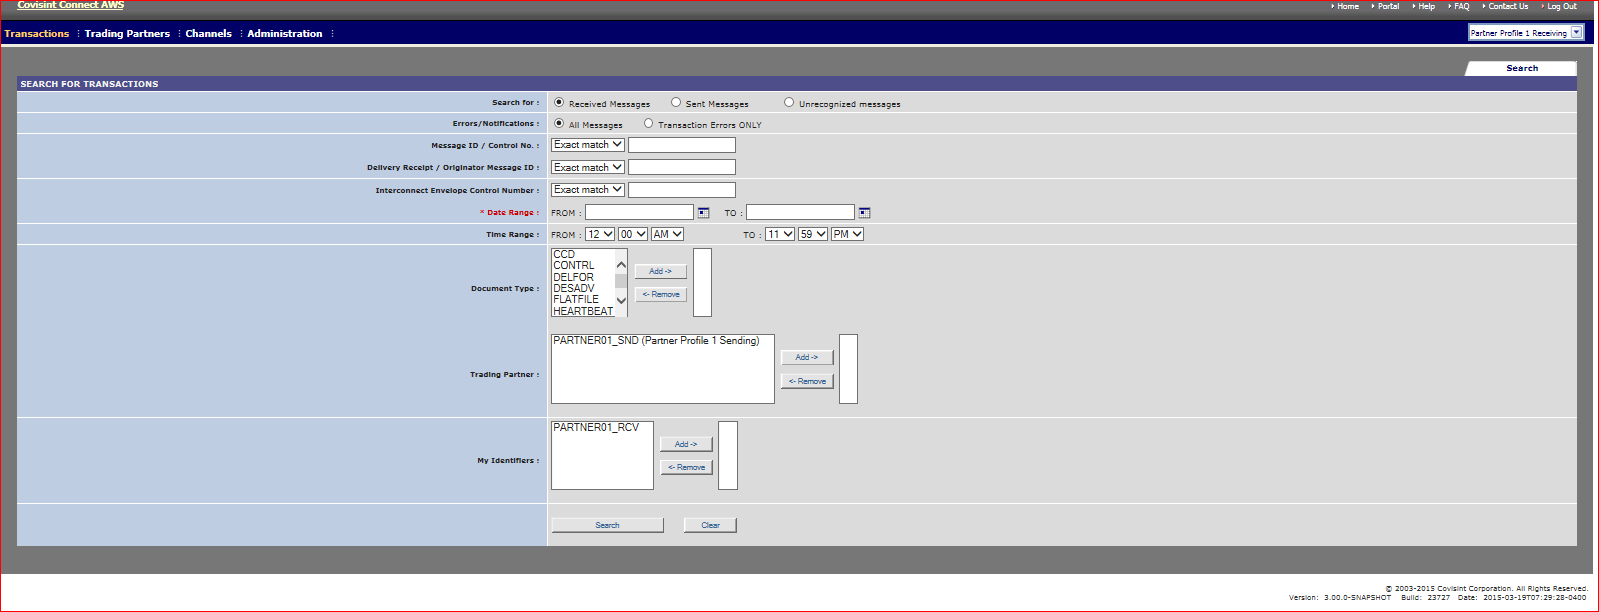 Covisint Connect AWS
Home Portal Help FAQ Contact Us Log Out
Transactions Trading Partners Channels Administration Partner Profile 1 Receiving
Search
SEARCH FOR TRANSACTIONS
Search for : Received Messages Sent Messages Unrecognized messages
Errors/Notifications : All Messages Transaction Errors ONLY
Message ID / Control No. : Exact match
Delivery Receipt / Originator Message ID : Exact match
Interconnect Envelope Control Number : Exact match
* Date Range : FROM : TO :
Time Range : FROM : 12 00 AM TO : 11 59 PM
Document Type :
CCD
CONTRL
DELFOR
DESADV
FLATFILE
HEARTBEAT
Add ->
<- Remove
Trading Partner :
PARTNER01_SND (Partner Profile 1 Sending)
Add ->
<- Remove
My Identifiers :
PARTNER01_RCV
Add ->
<- Remove
Search Clear
© 2003-2015 Covisint Corporation. All Rights Reserved.
Version: 3.00.0-SNAPSHOT Build: 23727 Date: 2015-03-19T07:29:28-0400